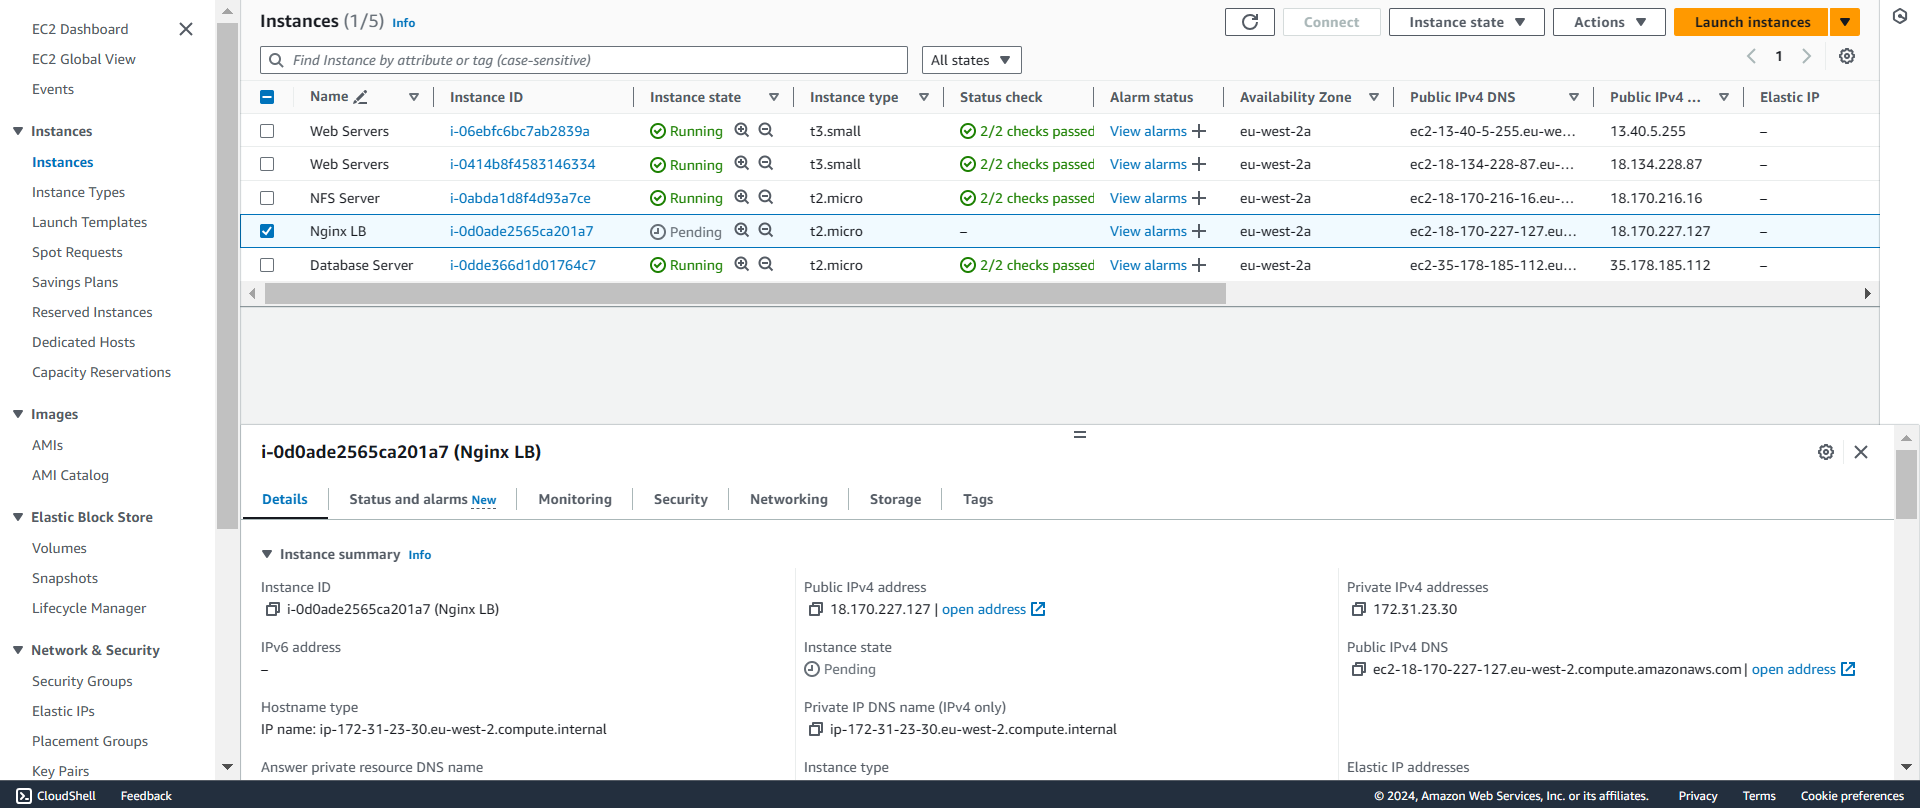 EC2 Dashboard
EC2 Global View
Events
Instances
Instances
Instance Types
Launch Templates
Spot Requests
Savings Plans
Reserved Instances
Dedicated Hosts
Capacity Reservations
Images
AMIs
AMI Catalog
Elastic Block Store
Volumes
Snapshots
Lifecycle Manager
Network & Security
Security Groups
Elastic IPs
Placement Groups
Key Pairs
Instances (1/5) Info
Connect Instance state Actions Launch instances
Find Instance by attribute or tag (case-sensitive) All states 1
Name Instance ID Instance state Instance type Status check Alarm status Availability Zone Public IPv4 DNS Public IPv4 ... Elastic IP
Web Servers i-06ebfc6bc7ab2839a Running t3.small 2/2 checks passed View alarms eu-west-2a ec2-13-40-5-255.eu-we... 13.40.5.255 –
Web Servers i-0414b8f4583146334 Running t3.small 2/2 checks passed View alarms eu-west-2a ec2-18-134-228-87.eu-... 18.134.228.87 –
NFS Server i-0abda1d8f4d93a7ce Running t2.micro 2/2 checks passed View alarms eu-west-2a ec2-18-170-216-16.eu-... 18.170.216.16 –
Nginx LB i-0d0ade2565ca201a7 Pending t2.micro – View alarms eu-west-2a ec2-18-170-227-127.eu... 18.170.227.127 –
Database Server i-0dde366d1d01764c7 Running t2.micro 2/2 checks passed View alarms eu-west-2a ec2-35-178-185-112.eu... 35.178.185.112 –
i-0d0ade2565ca201a7 (Nginx LB)
Details Status and alarms New Monitoring Security Networking Storage Tags
Instance summary Info
Instance ID Public IPv4 address Private IPv4 addresses
i-0d0ade2565ca201a7 (Nginx LB) 18.170.227.127 | open address 172.31.23.30
IPv6 address Instance state Public IPv4 DNS
– Pending ec2-18-170-227-127.eu-west-2.compute.amazonaws.com | open address
Hostname type Private IP DNS name (IPv4 only)
IP name: ip-172-31-23-30.eu-west-2.compute.internal ip-172-31-23-30.eu-west-2.compute.internal
Answer private resource DNS name Instance type Elastic IP addresses
CloudShell Feedback © 2024, Amazon Web Services, Inc. or its affiliates. Privacy Terms Cookie preferences